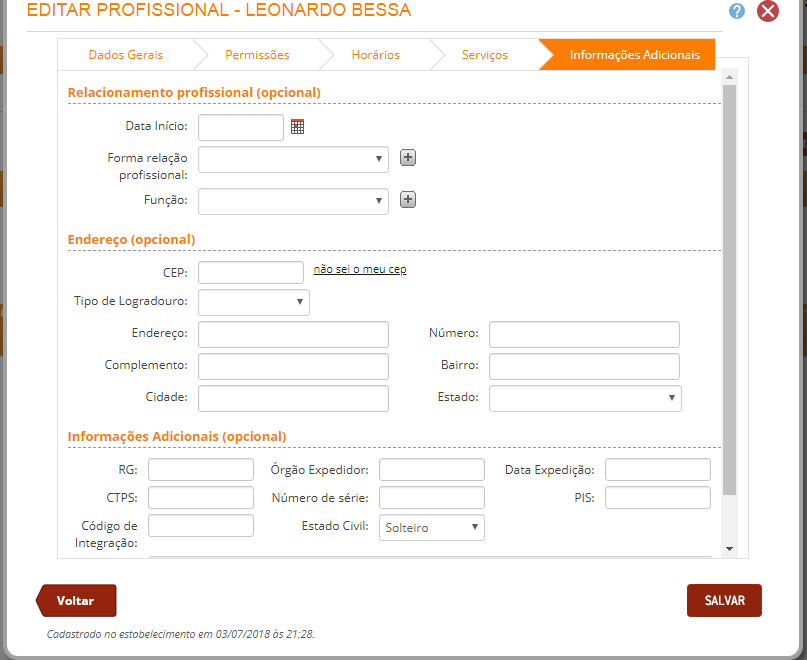 EDITAR PROFISSIONAL - LEONARDO BESSA
Dados Gerais Permissões Horários Serviços Informações Adicionais
Relacionamento profissional (opcional)
Data Início:
Forma relação
profissional:
Função:
Endereço (opcional)
CEP: não sei o meu cep
Tipo de Logradouro:
Endereço: Número:
Complemento: Bairro:
Cidade: Estado:
Informações Adicionais (opcional)
RG: Órgão Expedidor: Data Expedição:
CTPS: Número de série: PIS:
Código de Estado Civil: Solteiro
Integração:
Voltar SALVAR
Cadastrado no estabelecimento em 03/07/2018 às 21:28.